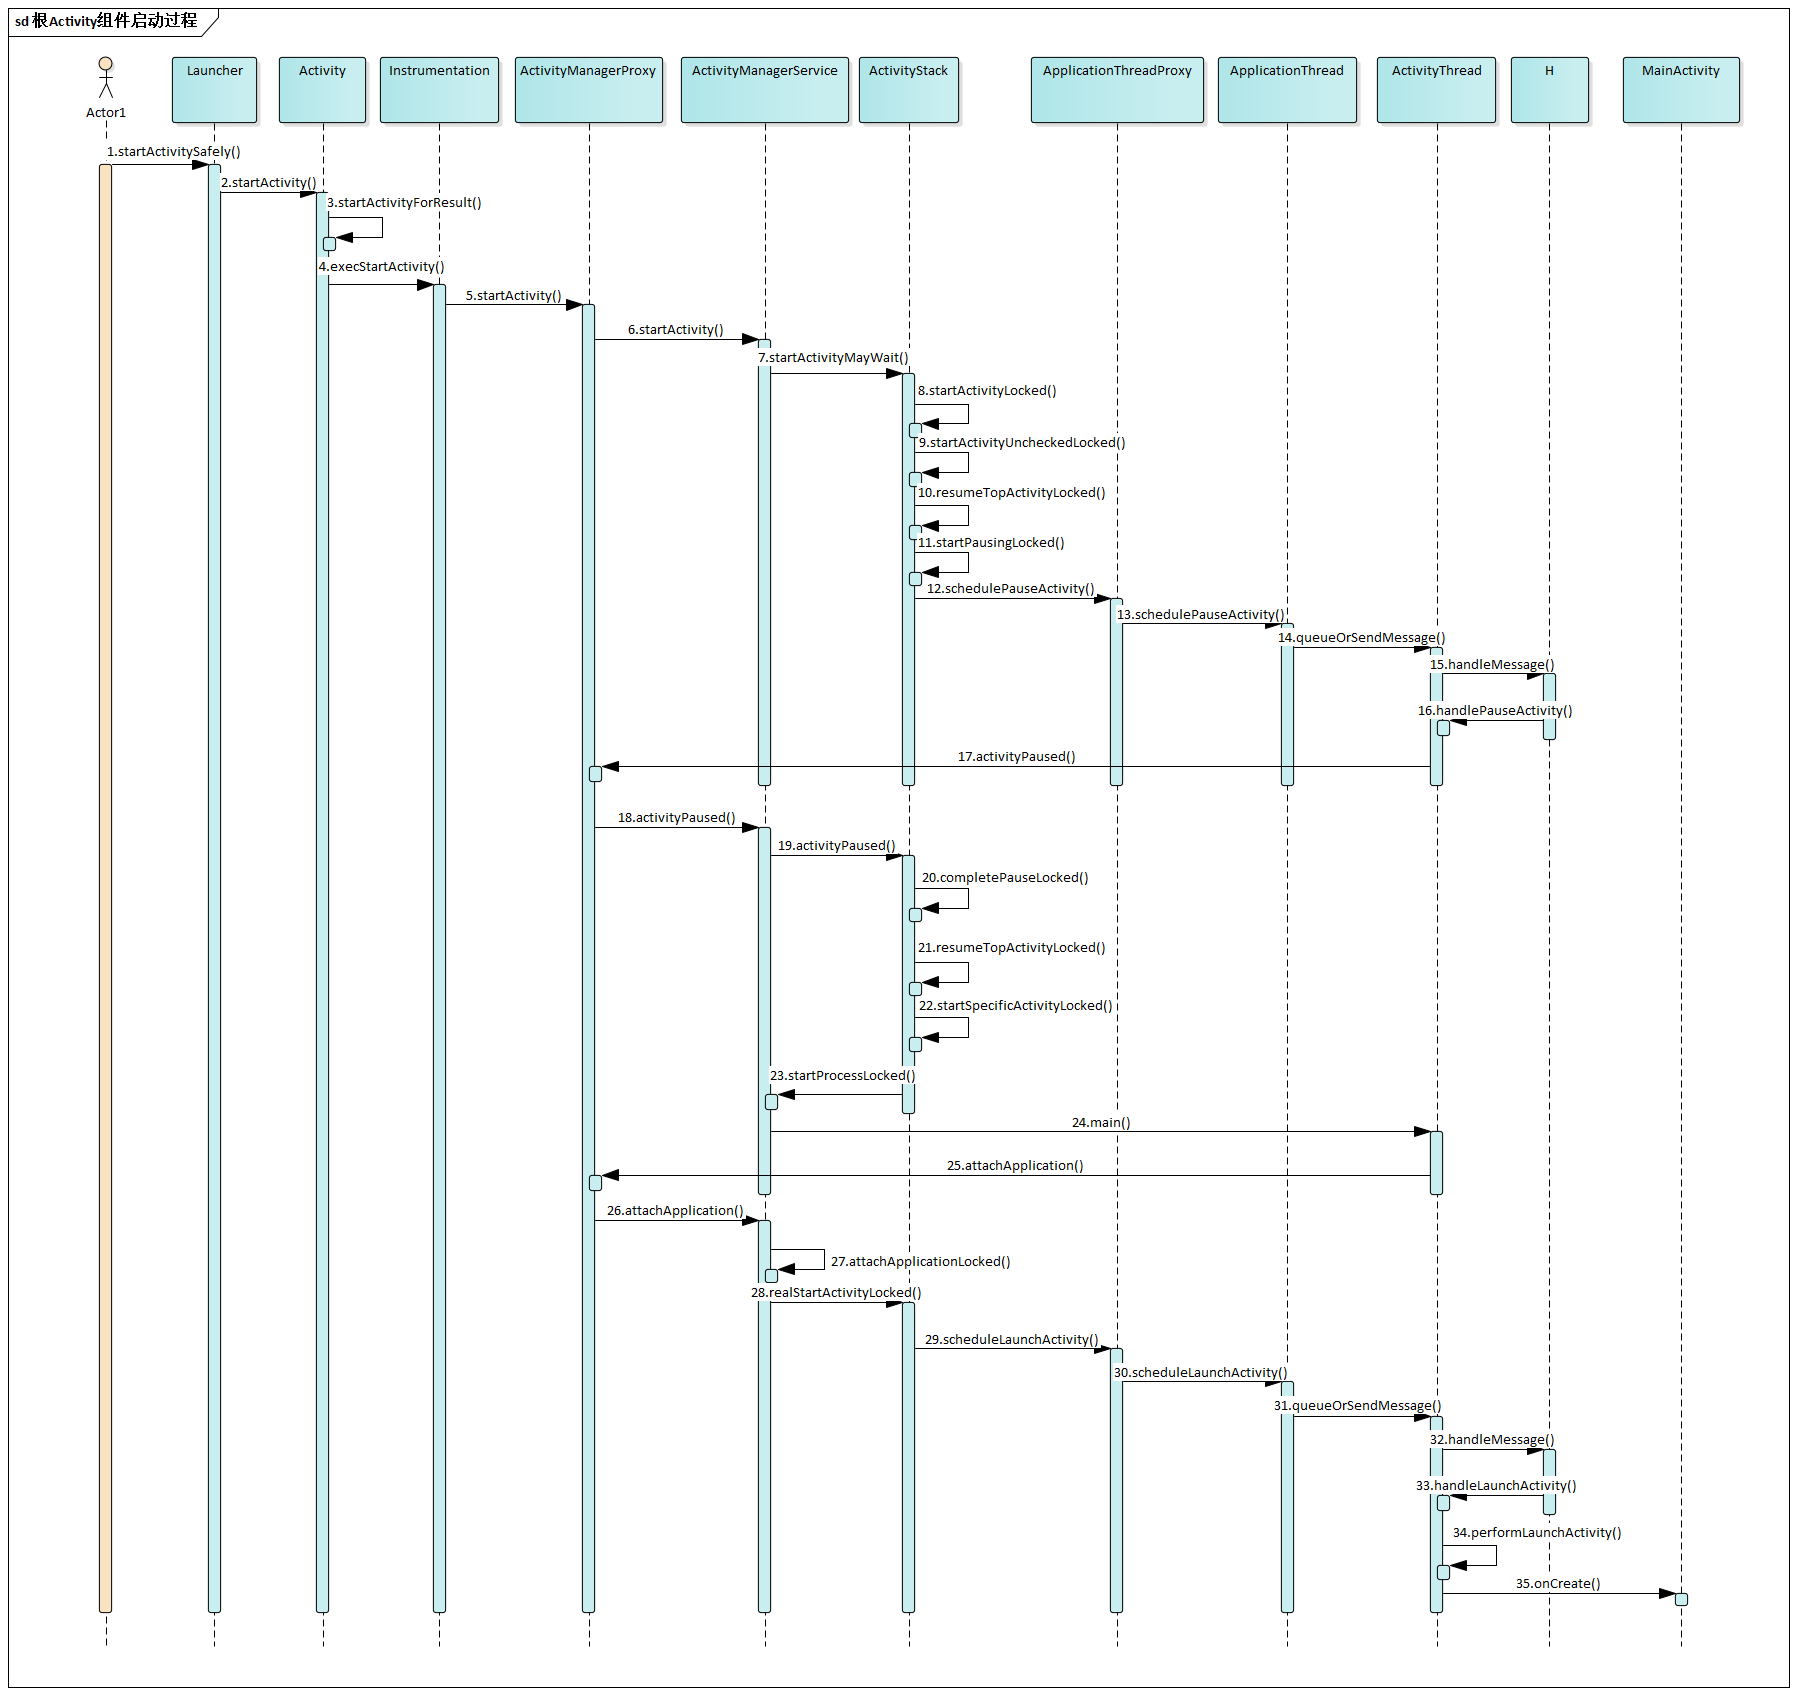 sd 根Activity组件启动过程
Actor1
Launcher
Activity
Instrumentation
ActivityManagerProxy
ActivityManagerService
ActivityStack
ApplicationThreadProxy
ApplicationThread
ActivityThread
H
MainActivity
1.startActivitySafely()
2.startActivity()
3.startActivityForResult()
4.execStartActivity()
5.startActivity()
6.startActivity()
7.startActivityMayWait()
8.startActivityLocked()
9.startActivityUncheckedLocked()
10.resumeTopActivityLocked()
11.startPausingLocked()
12.schedulePauseActivity()
13.schedulePauseActivity()
14.queueOrSendMessage()
15.handleMessage()
16.handlePauseActivity()
17.activityPaused()
18.activityPaused()
19.activityPaused()
20.completePauseLocked()
21.resumeTopActivityLocked()
22.startSpecificActivityLocked()
23.startProcessLocked()
24.main()
25.attachApplication()
26.attachApplication()
27.attachApplicationLocked()
28.realStartActivityLocked()
29.scheduleLaunchActivity()
30.scheduleLaunchActivity()
31.queueOrSendMessage()
32.handleMessage()
33.handleLaunchActivity()
34.performLaunchActivity()
35.onCreate()